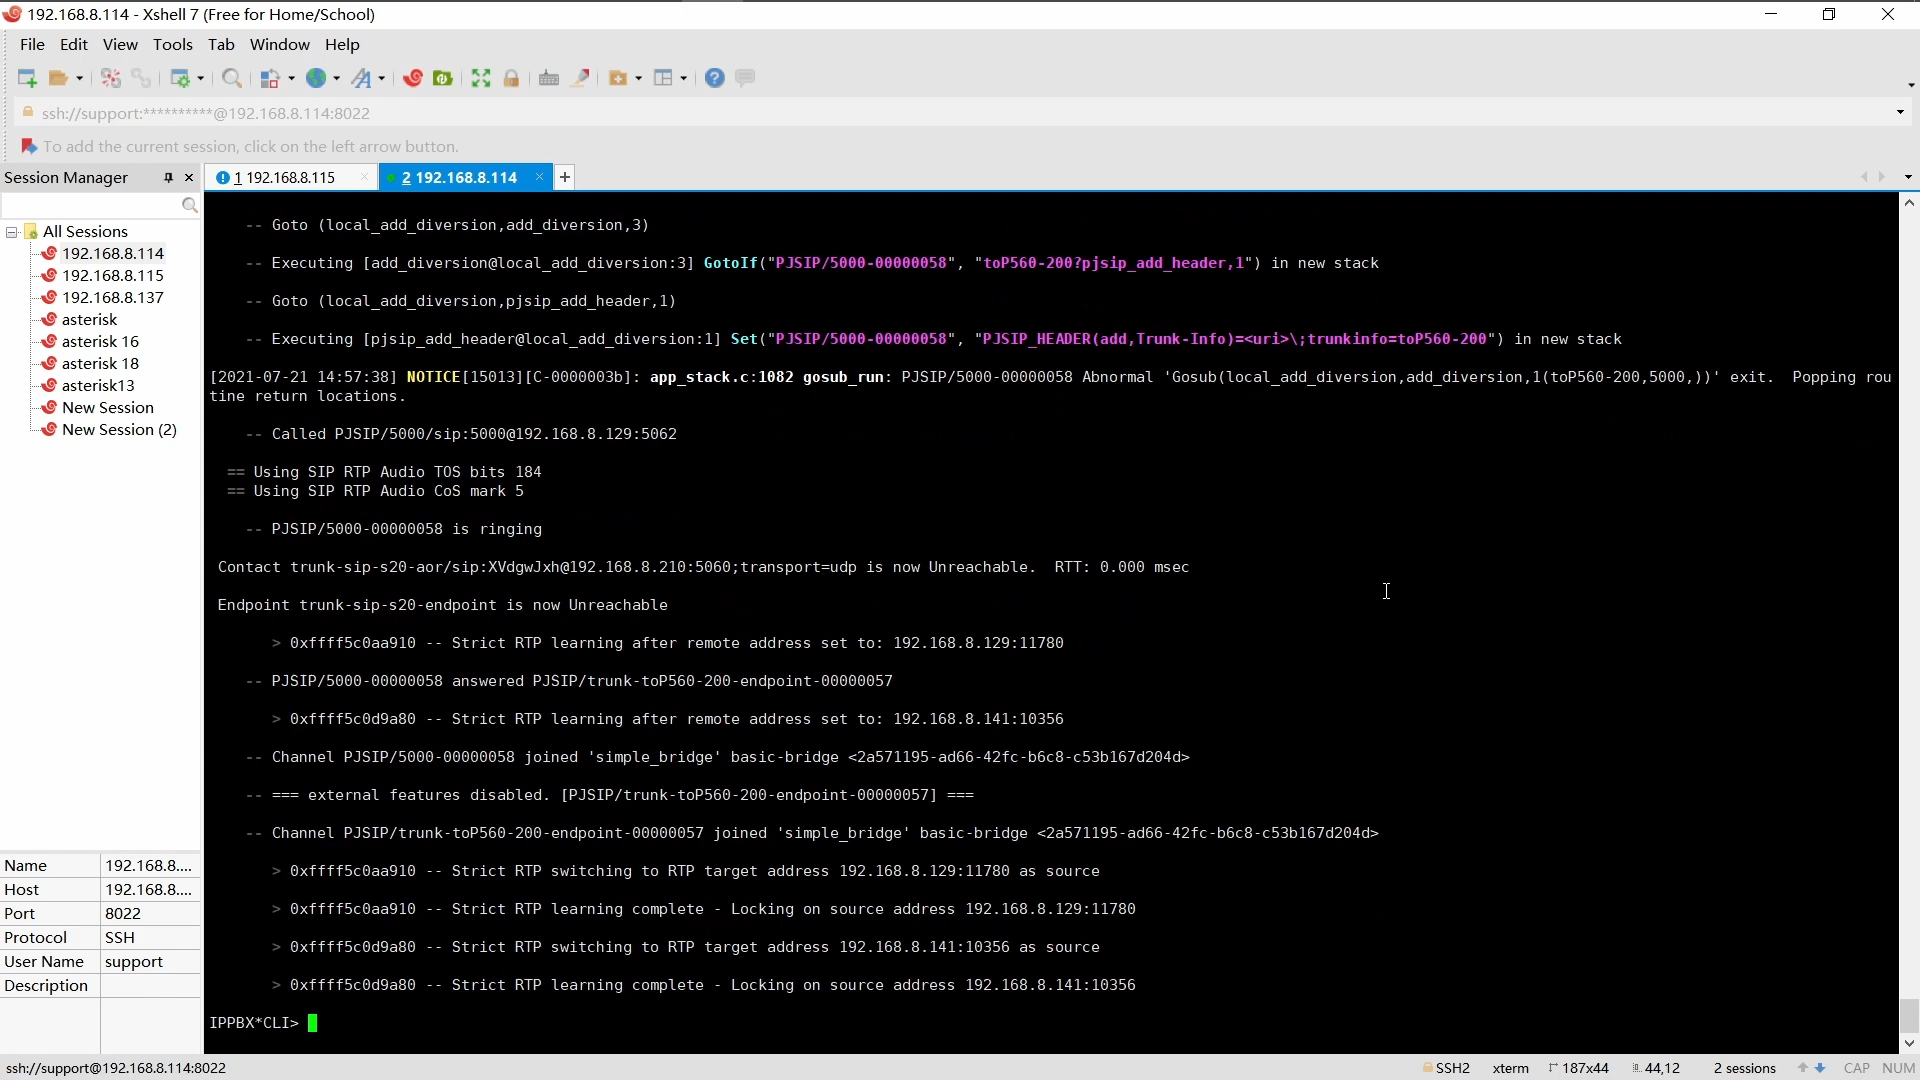 192.168.8.114 - Xshell 7 (Free for Home/School)
File Edit View Tools Tab Window Help
ssh://support:**********@192.168.8.114:8022
To add the current session, click on the left arrow button.
Session Manager
1 192.168.8.115
2 192.168.8.114
All Sessions
192.168.8.114
192.168.8.115
192.168.8.137
asterisk
asterisk 16
asterisk 18
asterisk13
New Session
New Session (2)
Name 192.168.8....
Host 192.168.8....
Port 8022
Protocol SSH
User Name support
Description
-- Goto (local_add_diversion,add_diversion,3)
-- Executing [add_diversion@local_add_diversion:3] GotoIf("PJSIP/5000-00000058", "toP560-200?pjsip_add_header,1") in new stack
-- Goto (local_add_diversion,pjsip_add_header,1)
-- Executing [pjsip_add_header@local_add_diversion:1] Set("PJSIP/5000-00000058", "PJSIP_HEADER(add,Trunk-Info)=<uri>\;trunkinfo=toP560-200") in new stack
[2021-07-21 14:57:38] NOTICE[15013][C-0000003b]: app_stack.c:1082 gosub_run: PJSIP/5000-00000058 Abnormal 'Gosub(local_add_diversion,add_diversion,1(toP560-200,5000,))' exit.  Popping rou
tine return locations.
-- Called PJSIP/5000/sip:5000@192.168.8.129:5062
== Using SIP RTP Audio TOS bits 184
== Using SIP RTP Audio CoS mark 5
-- PJSIP/5000-00000058 is ringing
Contact trunk-sip-s20-aor/sip:XVdgwJxh@192.168.8.210:5060;transport=udp is now Unreachable.  RTT: 0.000 msec
Endpoint trunk-sip-s20-endpoint is now Unreachable
> 0xffff5c0aa910 -- Strict RTP learning after remote address set to: 192.168.8.129:11780
-- PJSIP/5000-00000058 answered PJSIP/trunk-toP560-200-endpoint-00000057
> 0xffff5c0d9a80 -- Strict RTP learning after remote address set to: 192.168.8.141:10356
-- Channel PJSIP/5000-00000058 joined 'simple_bridge' basic-bridge <2a571195-ad66-42fc-b6c8-c53b167d204d>
-- === external features disabled. [PJSIP/trunk-toP560-200-endpoint-00000057] ===
-- Channel PJSIP/trunk-toP560-200-endpoint-00000057 joined 'simple_bridge' basic-bridge <2a571195-ad66-42fc-b6c8-c53b167d204d>
> 0xffff5c0aa910 -- Strict RTP switching to RTP target address 192.168.8.129:11780 as source
> 0xffff5c0aa910 -- Strict RTP learning complete - Locking on source address 192.168.8.129:11780
> 0xffff5c0d9a80 -- Strict RTP switching to RTP target address 192.168.8.141:10356 as source
> 0xffff5c0d9a80 -- Strict RTP learning complete - Locking on source address 192.168.8.141:10356
IPPBX*CLI>
ssh://support@192.168.8.114:8022 SSH2 xterm 187x44 44,12 2 sessions CAP NUM